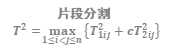 片段分割
T² = max_{1≤i<j≤n} {T²_{1ij} + cT²_{2ij}}